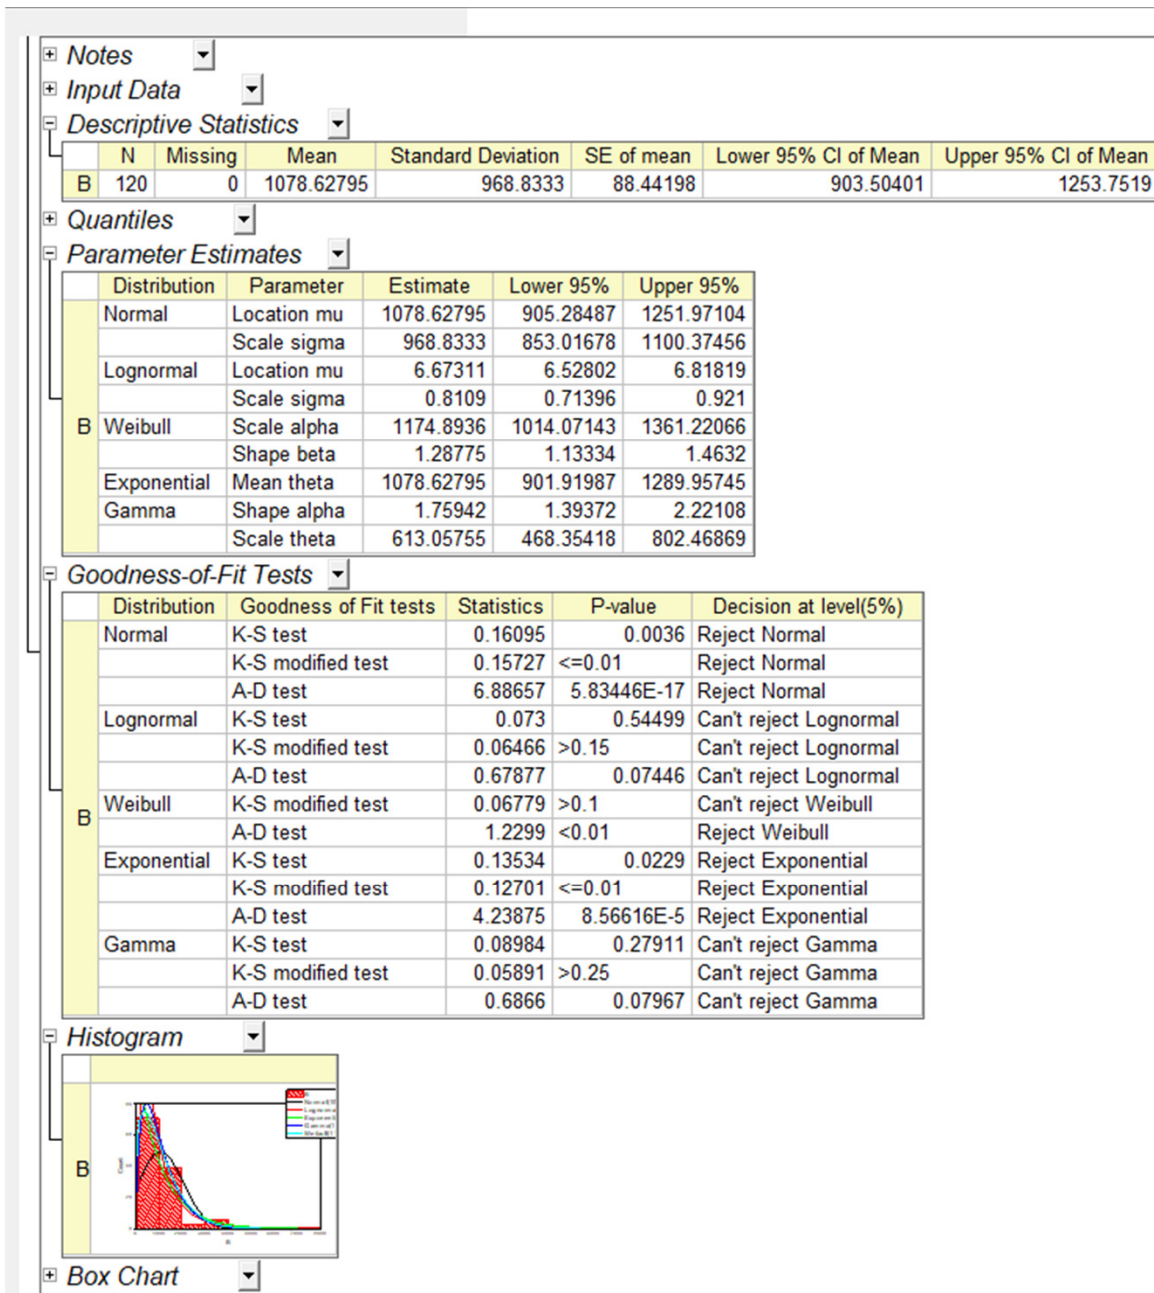 Notes
Input Data
Descriptive Statistics
N Missing Mean Standard Deviation SE of mean Lower 95% CI of Mean Upper 95% CI of Mean
B 120 0 1078.62795 968.8333 88.44198 903.50401 1253.7519
Quantiles
Parameter Estimates
Distribution Parameter Estimate Lower 95% Upper 95%
Normal Location mu 1078.62795 905.28487 1251.97104
Scale sigma 968.8333 853.01678 1100.37456
Lognormal Location mu 6.67311 6.52802 6.81819
Scale sigma 0.8109 0.71396 0.921
B Weibull Scale alpha 1174.8936 1014.07143 1361.22066
Shape beta 1.28775 1.13334 1.4632
Exponential Mean theta 1078.62795 901.91987 1289.95745
Gamma Shape alpha 1.75942 1.39372 2.22108
Scale theta 613.05755 468.35418 802.46869
Goodness-of-Fit Tests
Distribution Goodness of Fit tests Statistics P-value Decision at level(5%)
Normal K-S test 0.16095 0.0036 Reject Normal
K-S modified test 0.15727 <=0.01 Reject Normal
A-D test 6.88657 5.83446E-17 Reject Normal
Lognormal K-S test 0.073 0.54499 Can't reject Lognormal
K-S modified test 0.06466 >0.15 Can't reject Lognormal
A-D test 0.67877 0.07446 Can't reject Lognormal
B Weibull K-S modified test 0.06779 >0.1 Can't reject Weibull
A-D test 1.2299 <0.01 Reject Weibull
Exponential K-S test 0.13534 0.0229 Reject Exponential
K-S modified test 0.12701 <=0.01 Reject Exponential
A-D test 4.23875 8.56616E-5 Reject Exponential
Gamma K-S test 0.08984 0.27911 Can't reject Gamma
K-S modified test 0.05891 >0.25 Can't reject Gamma
A-D test 0.6866 0.07967 Can't reject Gamma
Histogram
B
Box Chart